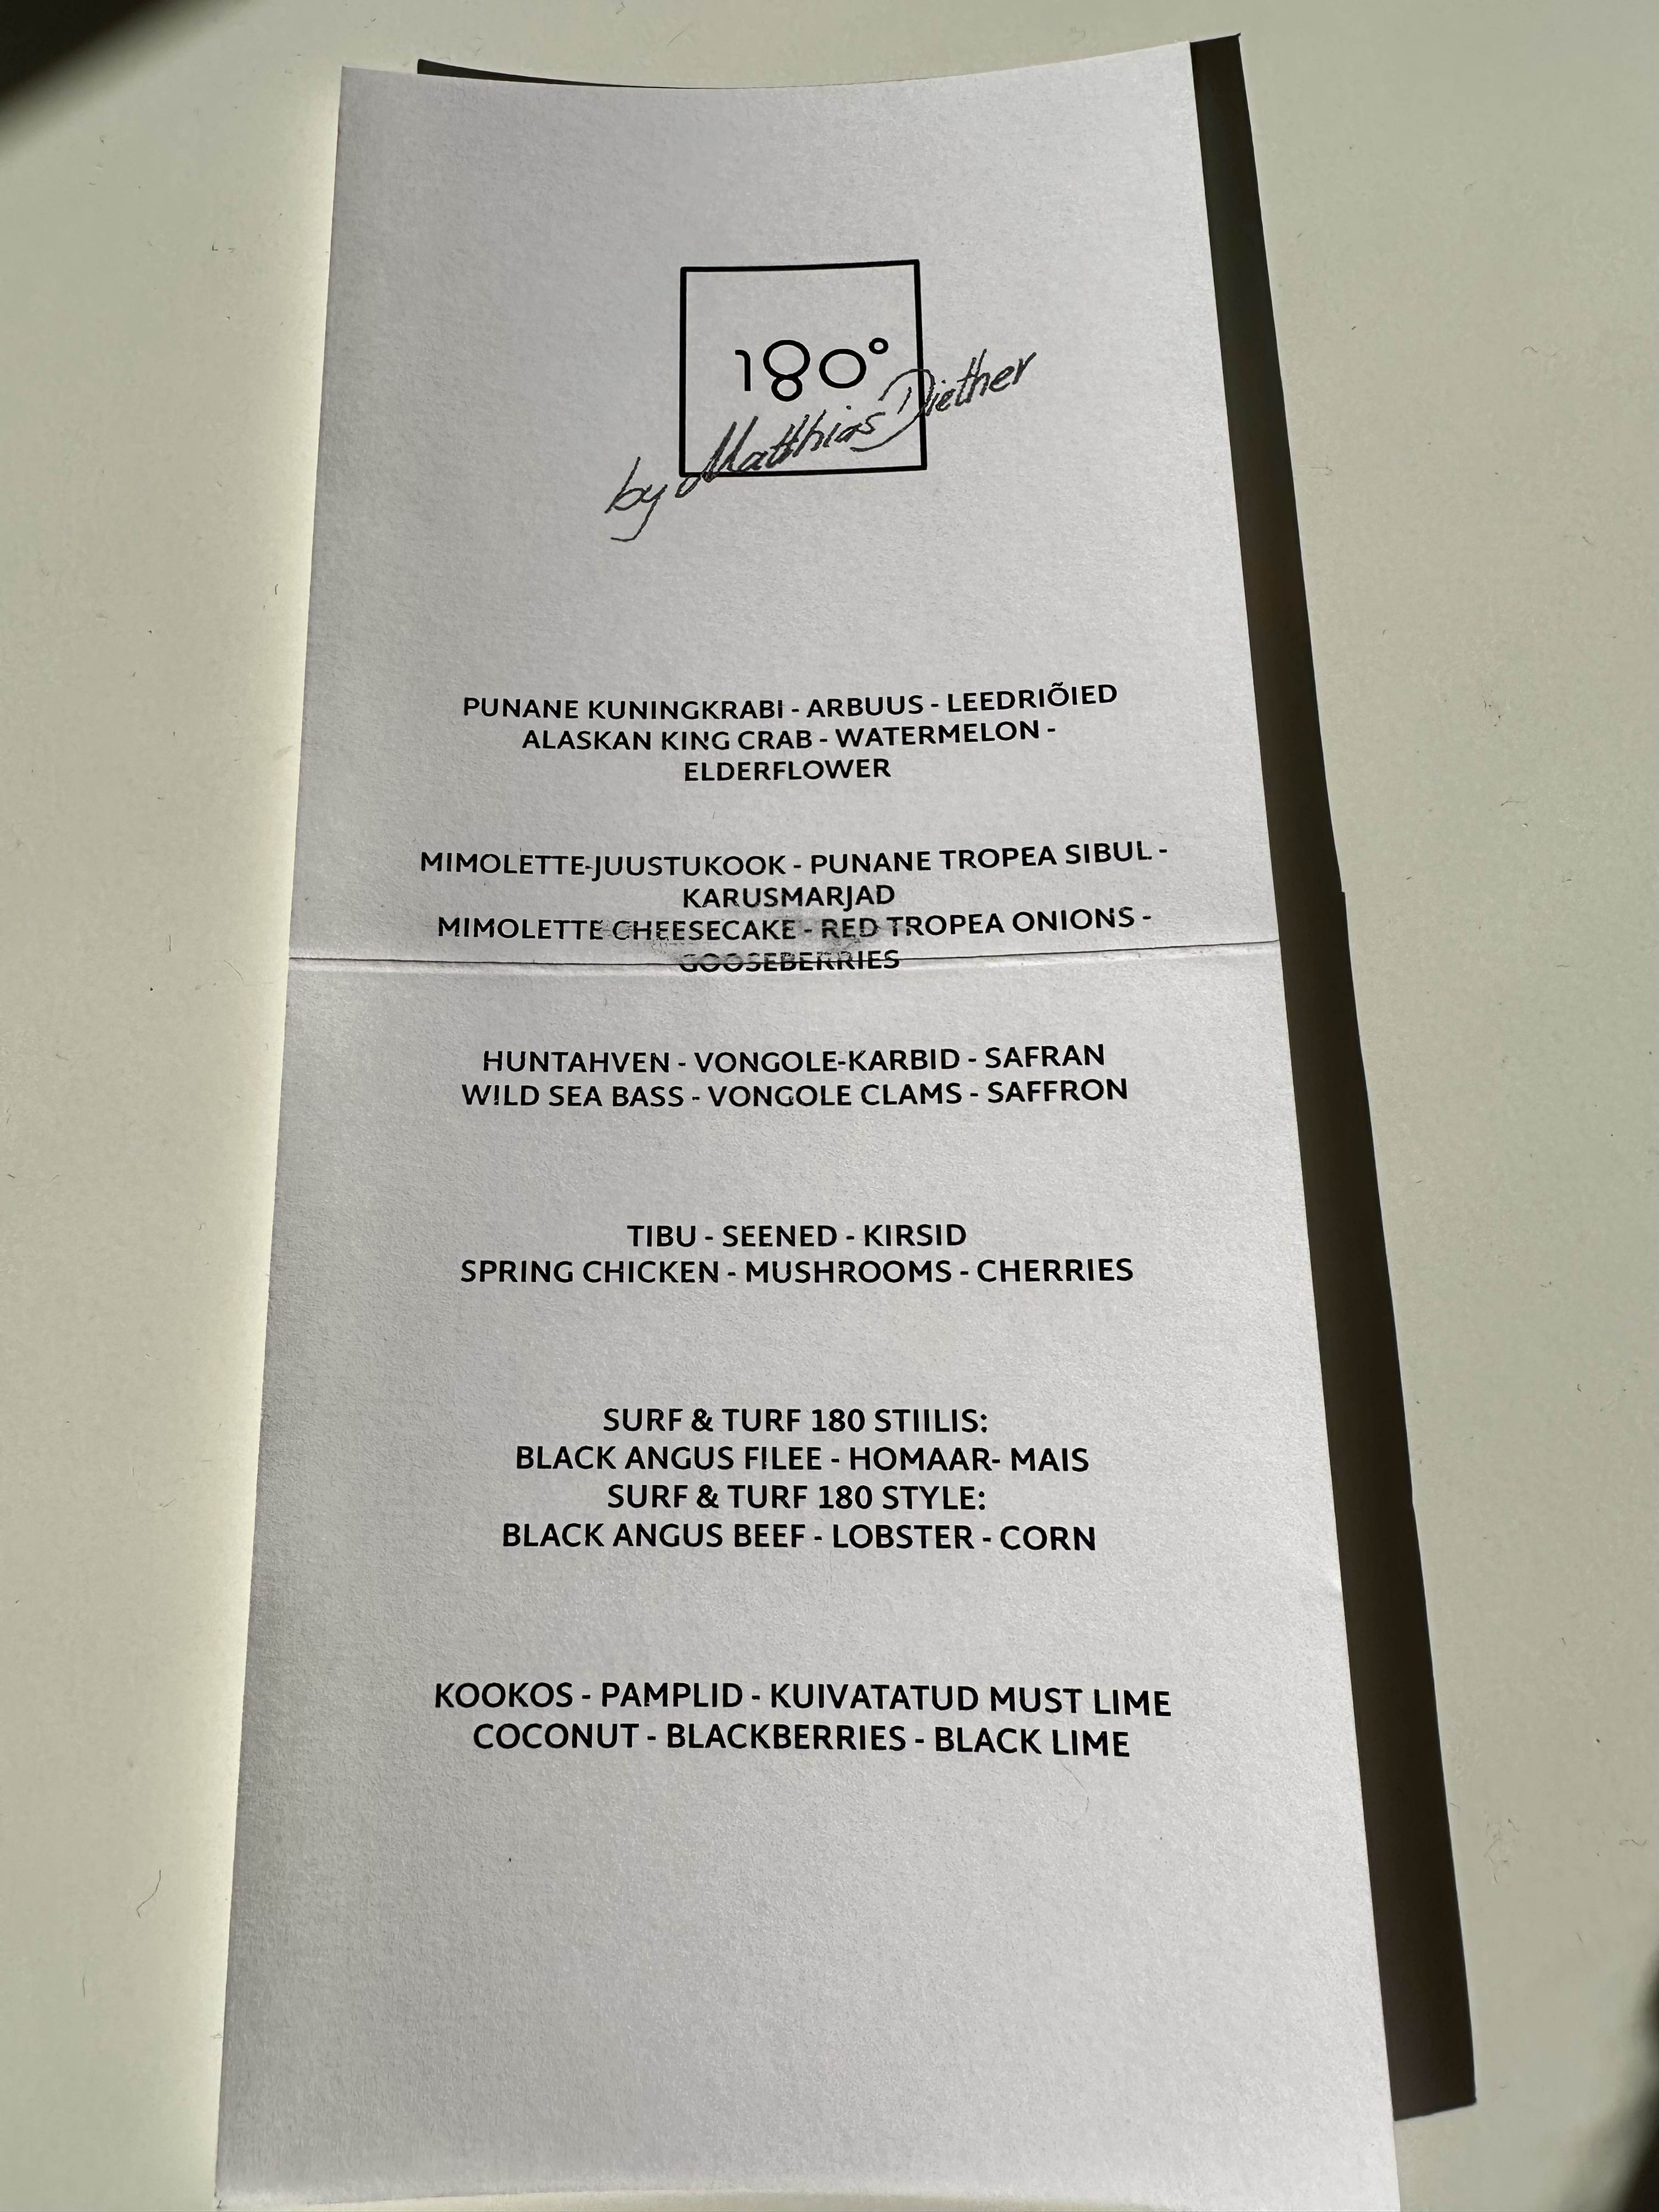 180°
by Matthias Diether
PUNANE KUNINGKRABI - ARBUUS - LEEDRIÕIED
ALASKAN KING CRAB - WATERMELON -
ELDERFLOWER
MIMOLETTE-JUUSTUKOOK - PUNANE TROPEA SIBUL -
KARUSMARJAD
MIMOLETTE CHEESECAKE - RED TROPEA ONIONS -
GOOSEBERRIES
HUNTAHVEN - VONGOLE-KARBID - SAFRAN
WILD SEA BASS - VONGOLE CLAMS - SAFFRON
TIBU - SEENED - KIRSID
SPRING CHICKEN - MUSHROOMS - CHERRIES
SURF & TURF 180 STIILIS:
BLACK ANGUS FILEE - HOMAAR- MAIS
SURF & TURF 180 STYLE:
BLACK ANGUS BEEF - LOBSTER - CORN
KOOKOS - PAMPLID - KUIVATATUD MUST LIME
COCONUT - BLACKBERRIES - BLACK LIME